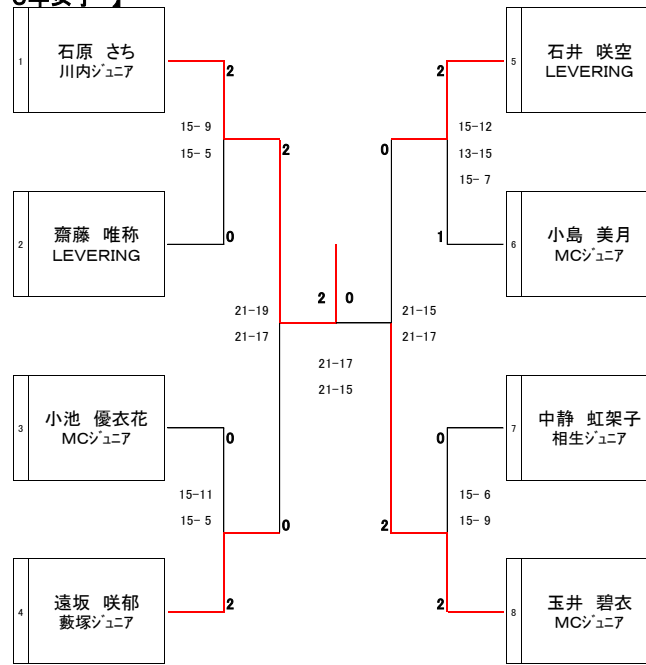 1
石原 さち
川内ジュニア
2
齋藤 唯称
LEVERING
3
小池 優衣花
MCジュニア
4
遠坂 咲郁
藪塚ジュニア
2
15- 9
15- 5
0
2
21-19
21-17
0
15-11
15- 5
2
0
2 0
21-17
21-15
0
21-15
21-17
2
2
15-12
13-15
15- 7
1
0
15- 6
15- 9
2
5
石井 咲空
LEVERING
6
小島 美月
MCジュニア
7
中静 虹架子
相生ジュニア
8
玉井 碧衣
MCジュニア